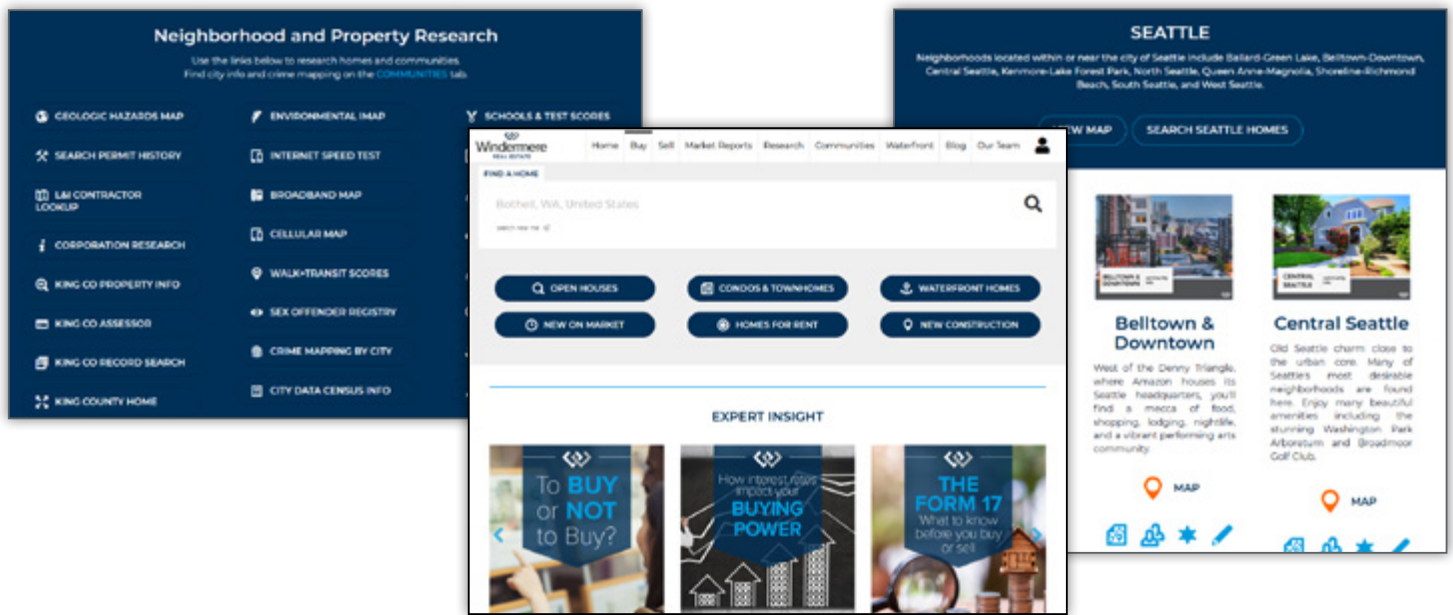 Neighborhood and Property Research
Use the links below to research homes and communities.
Find city info and crime mapping on the COMMUNITIES tab.
GEOLOGIC HAZARDS MAP
SEARCH PERMIT HISTORY
L&I CONTRACTOR
LOOKUP
CORPORATION RESEARCH
KING CO PROPERTY INFO
KING CO ASSESSOR
KING CO RECORD SEARCH
KING COUNTY HOME
ENVIRONMENTAL IMAP
INTERNET SPEED TEST
BROADBAND MAP
CELLULAR MAP
WALK+TRANSIT SCORES
SEX OFFENDER REGISTRY
CRIME MAPPING BY CITY
CITY DATA CENSUS INFO
SCHOOLS & TEST SCORES
Windermere
REAL ESTATE
Home Buy Sell Market Reports Research Communities Waterfront Blog Our Team
FIND A HOME
Bothell, WA, United States
search near me
OPEN HOUSES
CONDOS & TOWNHOMES
WATERFRONT HOMES
NEW ON MARKET
HOMES FOR RENT
NEW CONSTRUCTION
EXPERT INSIGHT
To BUY
or NOT
to Buy?
How interest rates
impact your
BUYING
POWER
THE
FORM 17
What to know
before you buy
or sell
SEATTLE
Neighborhoods located within or near the city of Seattle include Ballard-Green Lake, Belltown-Downtown,
Central Seattle, Kenmore-Lake Forest Park, North Seattle, Queen Anne-Magnolia, Shoreline-Richmond
Beach, South Seattle, and West Seattle.
MAP
SEARCH SEATTLE HOMES
BELLTOWN &
DOWNTOWN
Belltown &
Downtown
West of the Denny Triangle,
where Amazon houses its
Seattle headquarters, you'll
find a mecca of food,
shopping, lodging, nightlife,
and a vibrant performing arts
community.
MAP
CENTRAL
SEATTLE
Central Seattle
Old Seattle charm close to
the urban core. Many of
Seattle's most desirable
neighborhoods are found
here. Enjoy many beautiful
amenities including the
stunning Washington Park
Arboretum and Broadmoor
Golf Club.
MAP